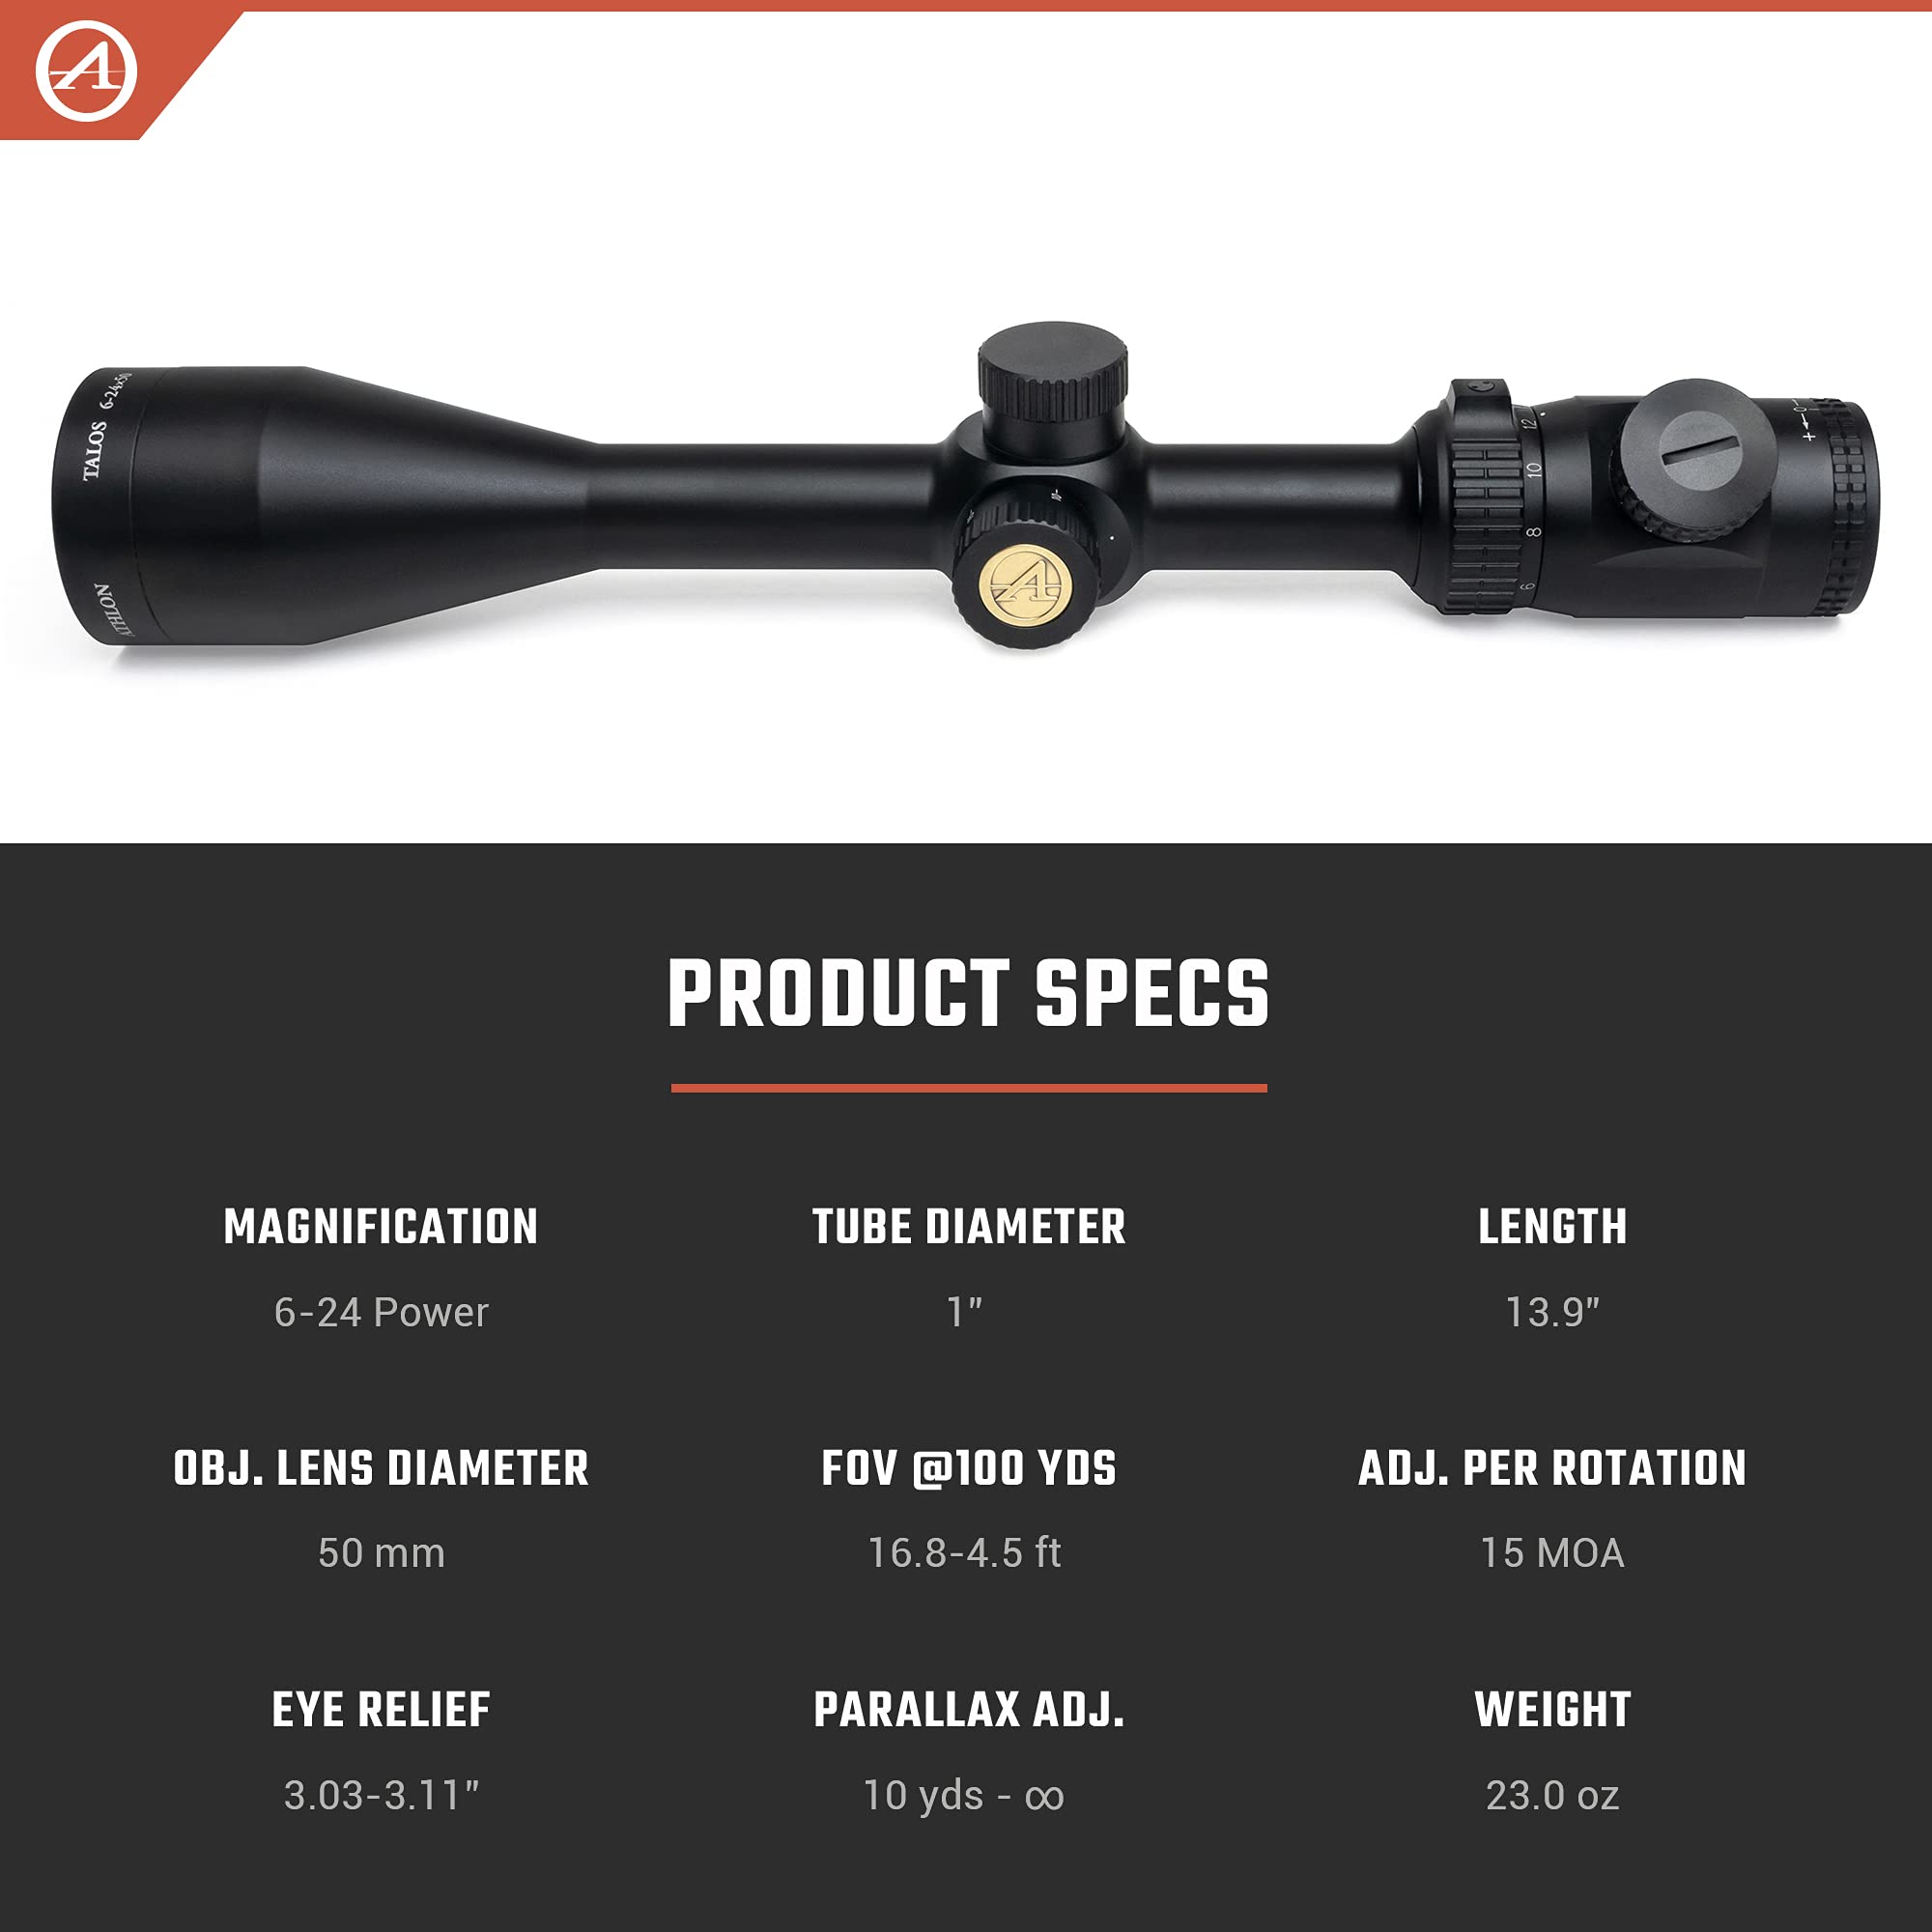 A
TALOS 6-24x50
ATHLON
A
12
10
8
6
+ 0 -
PRODUCT SPECS
MAGNIFICATION
6-24 Power
TUBE DIAMETER
1"
LENGTH
13.9"
OBJ. LENS DIAMETER
50 mm
FOV @100 YDS
16.8-4.5 ft
ADJ. PER ROTATION
15 MOA
EYE RELIEF
3.03-3.11"
PARALLAX ADJ.
10 yds - ∞
WEIGHT
23.0 oz